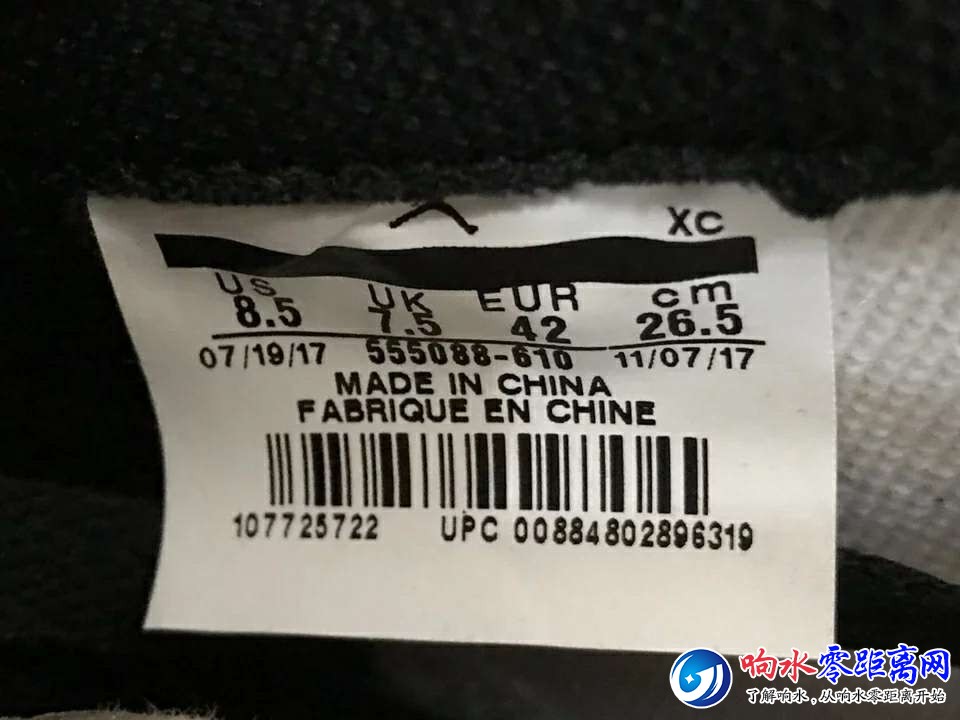 XC
US UK EUR cm
8.5 7.5 42 26.5
07/19/17 555088-610 11/07/17
MADE IN CHINA
FABRIQUE EN CHINE
107725722 UPC 00884802896319
响水零距离网
了解响水，从响水零距离开始